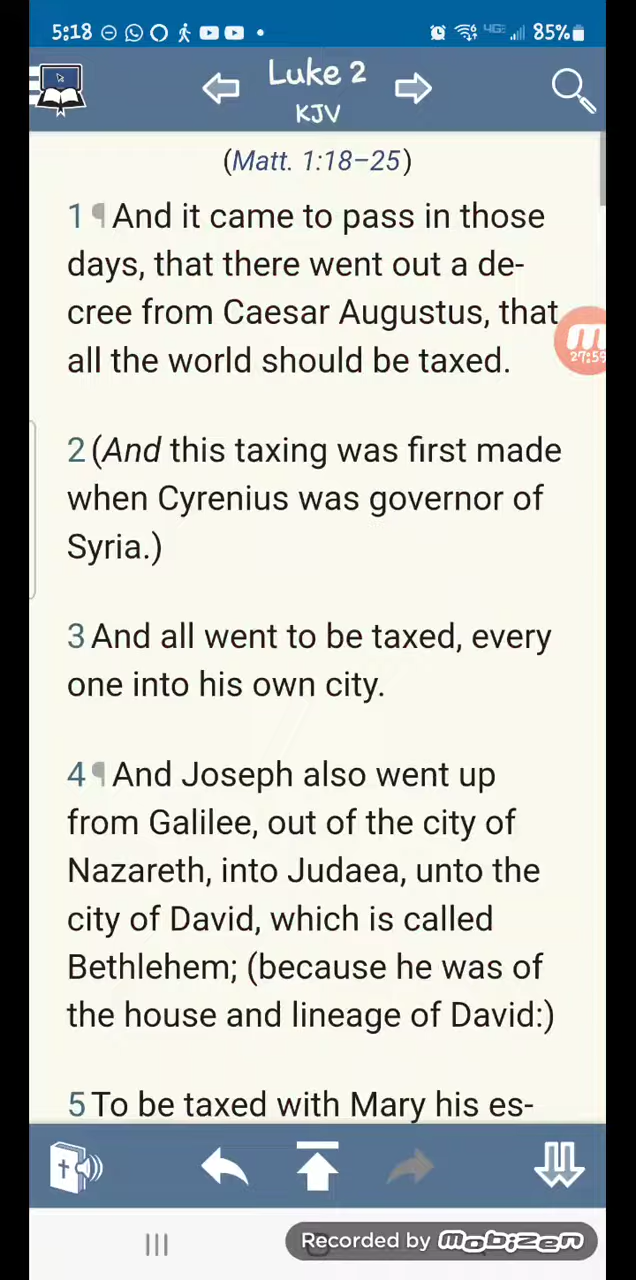 5:18 4G 85%
Luke 2
KJV
(Matt. 1:18–25)
1 ¶ And it came to pass in those
days, that there went out a de-
cree from Caesar Augustus, that
all the world should be taxed.
27:59
2 (And this taxing was first made
when Cyrenius was governor of
Syria.)
3 And all went to be taxed, every
one into his own city.
4 ¶ And Joseph also went up
from Galilee, out of the city of
Nazareth, into Judaea, unto the
city of David, which is called
Bethlehem; (because he was of
the house and lineage of David:)
5 To be taxed with Mary his es-
Recorded by mobizen